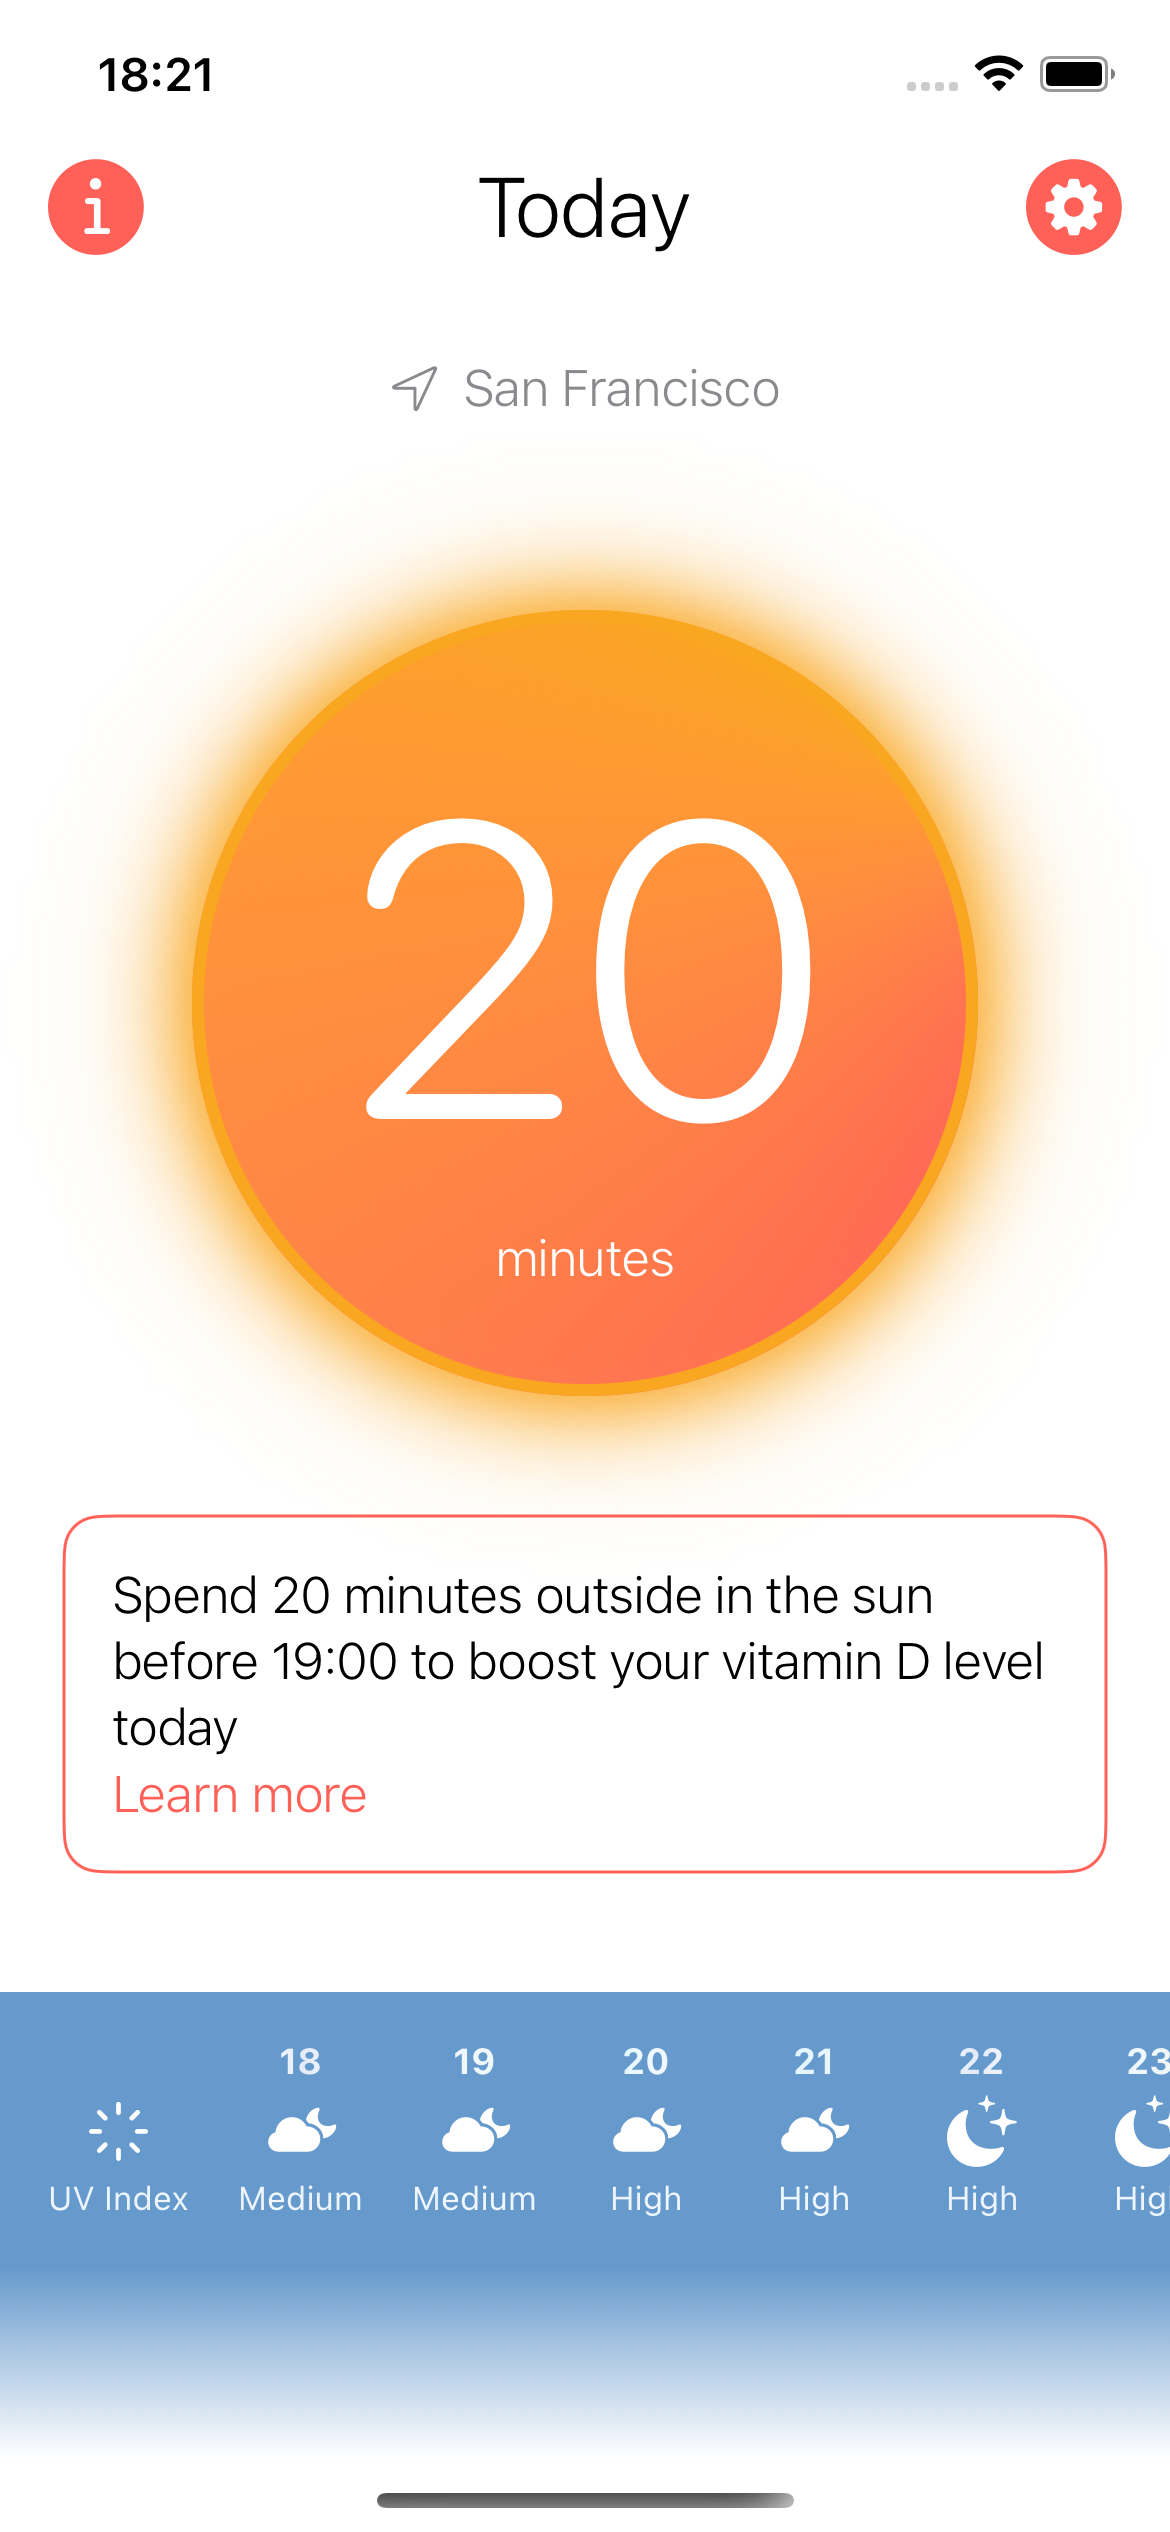 18:21
Today
San Francisco
20
minutes
Spend 20 minutes outside in the sun
before 19:00 to boost your vitamin D level
today
Learn more
18 19 20 21 22 23
UV Index Medium Medium High High High